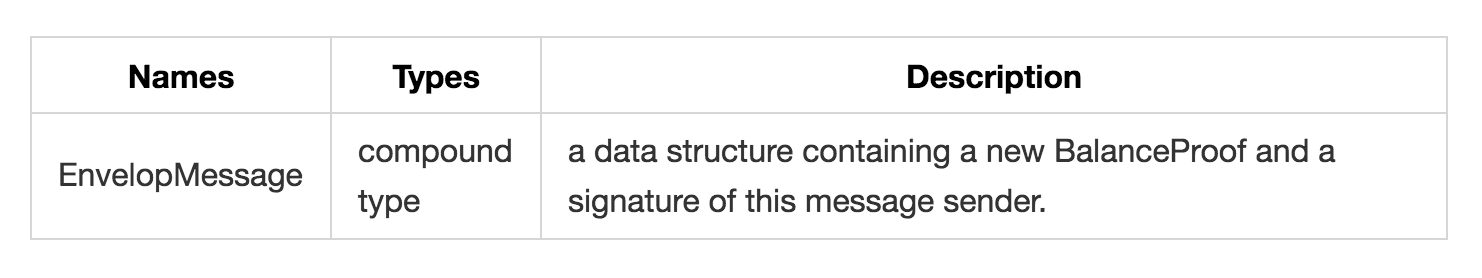 Names Types Description
EnvelopMessage
compound
type
a data structure containing a new BalanceProof and a
signature of this message sender.